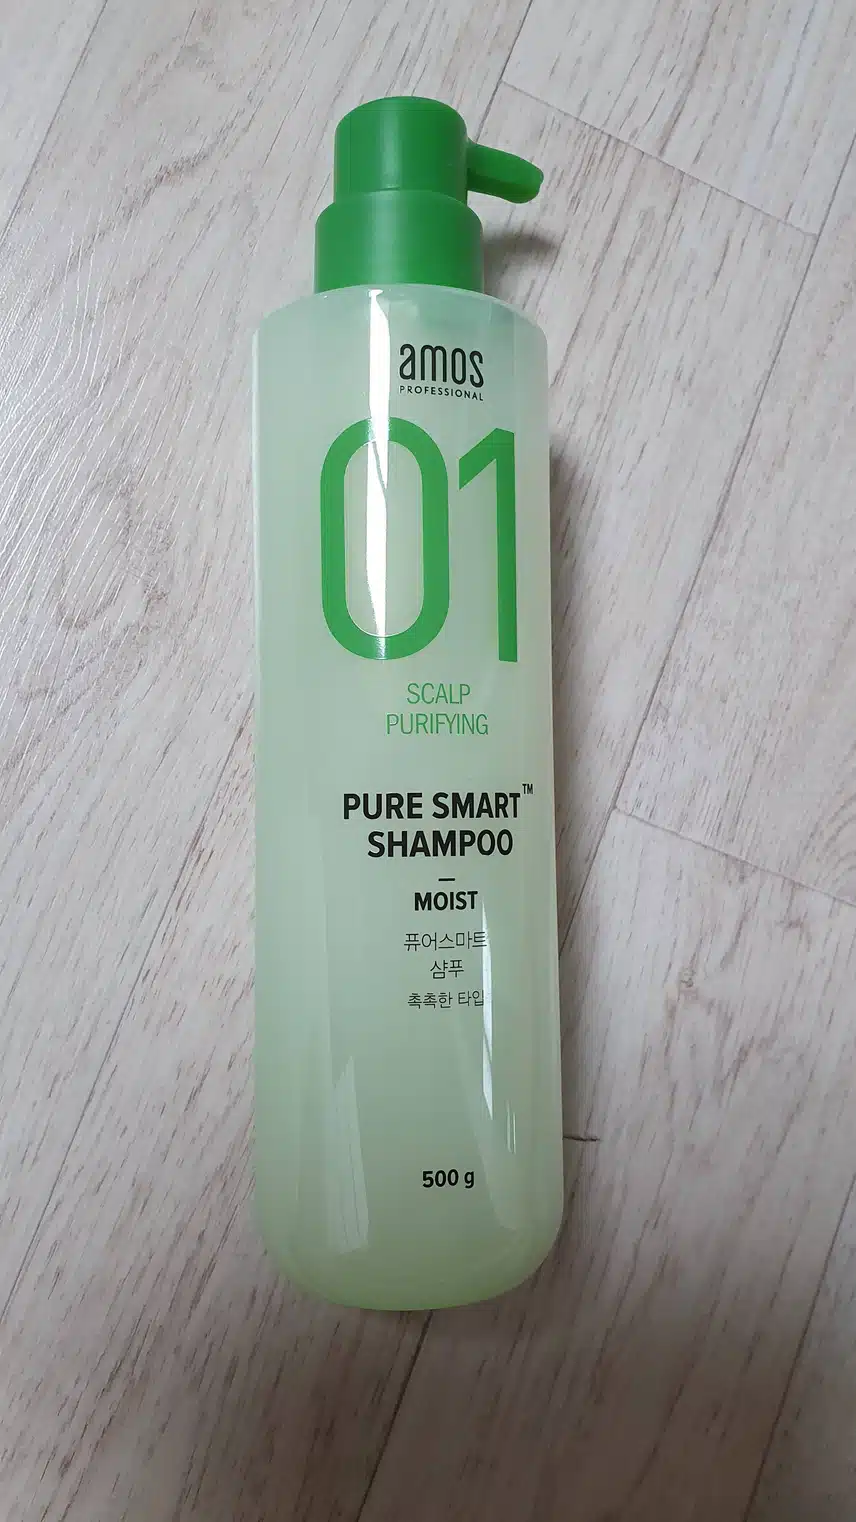 amos
PROFESSIONAL
01
SCALP
PURIFYING
PURE SMART™
SHAMPOO
MOIST
퓨어스마트
샴푸
촉촉한 타입
500 g